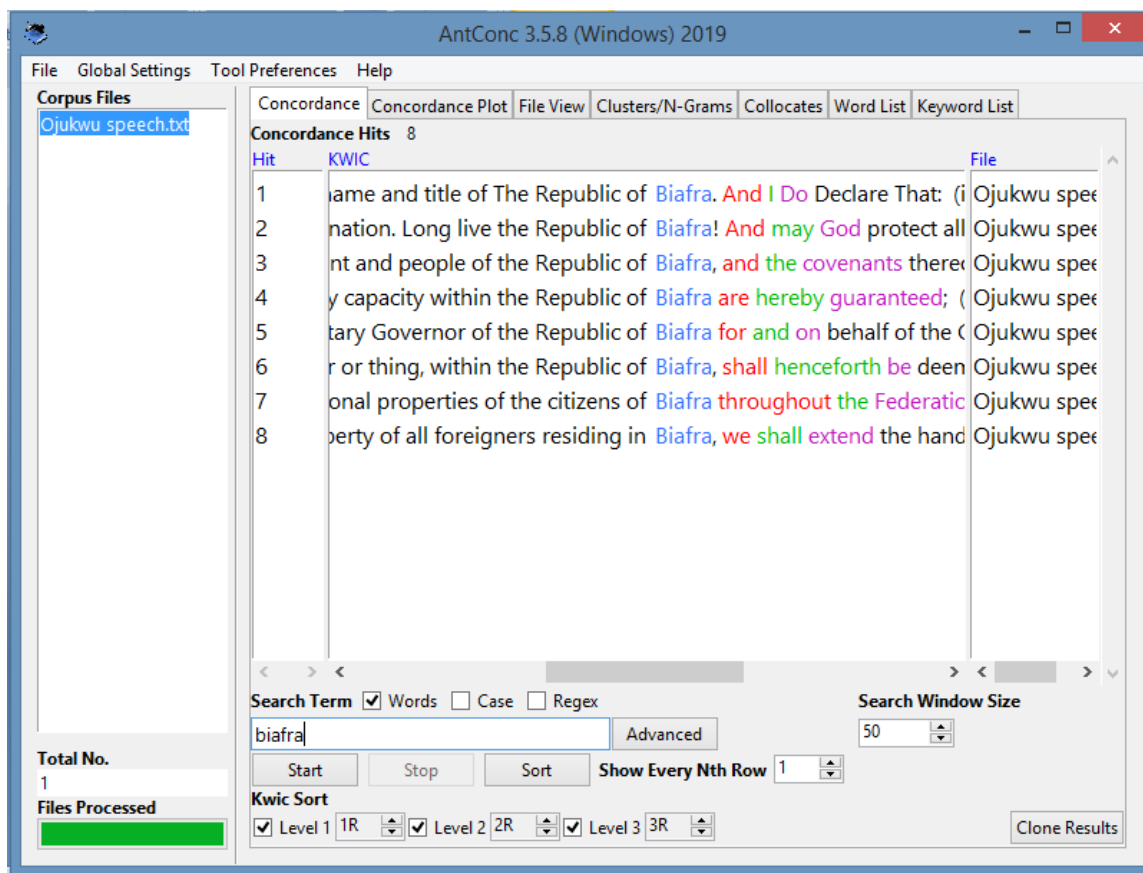 AntConc 3.5.8 (Windows) 2019
File Global Settings Tool Preferences Help
Corpus Files
Ojukwu speech.txt
Concordance Concordance Plot File View Clusters/N-Grams Collocates Word List Keyword List
Concordance Hits 8
Hit KWIC File
1 name and title of The Republic of Biafra. And I Do Declare That: (i Ojukwu spee
2 nation. Long live the Republic of Biafra! And may God protect all Ojukwu spee
3 nt and people of the Republic of Biafra, and the covenants there Ojukwu spee
4 y capacity within the Republic of Biafra are hereby guaranteed; ( Ojukwu spee
5 tary Governor of the Republic of Biafra for and on behalf of the Ojukwu spee
6 r or thing, within the Republic of Biafra, shall henceforth be deem Ojukwu spee
7 onal properties of the citizens of Biafra throughout the Federatic Ojukwu spee
8 perty of all foreigners residing in Biafra, we shall extend the hand Ojukwu spee
Search Term Words Case Regex Search Window Size
biafra Advanced 50
Total No.
1
Start Stop Sort Show Every Nth Row 1
Files Processed
Kwic Sort
Level 1 1R Level 2 2R Level 3 3R Clone Results